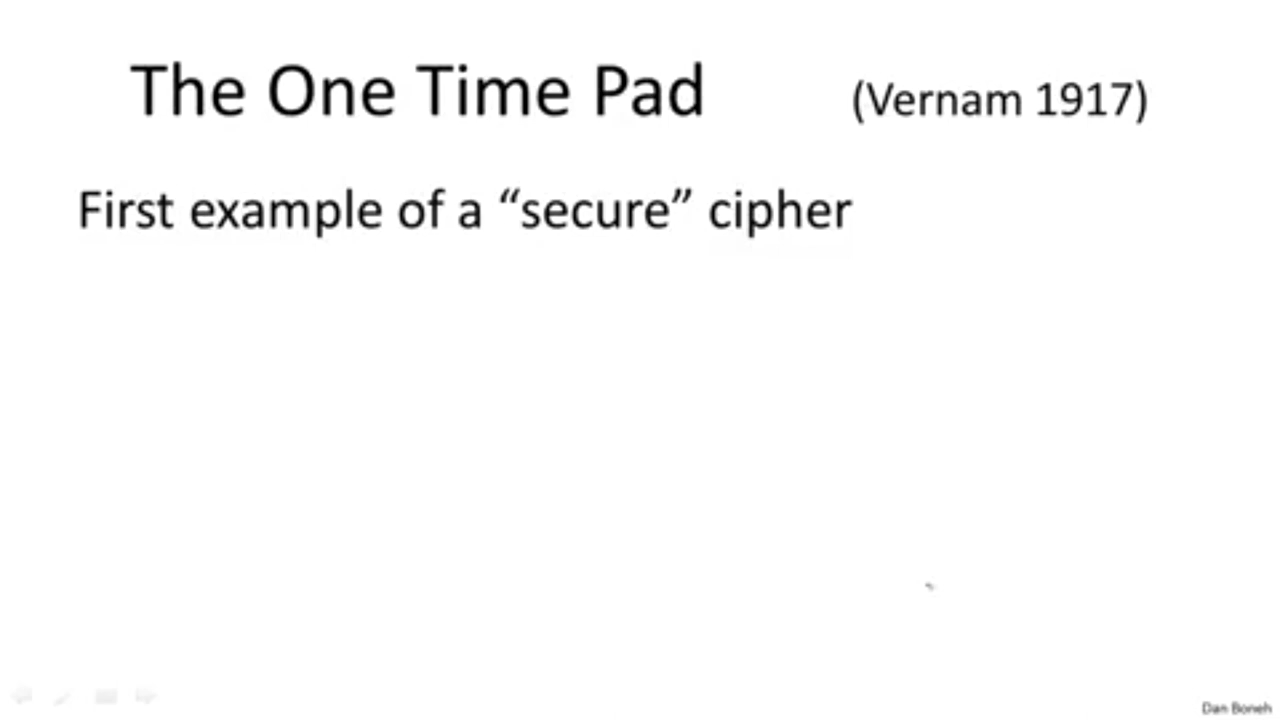 The One Time Pad (Vernam 1917)
First example of a “secure” cipher
Dan Boneh